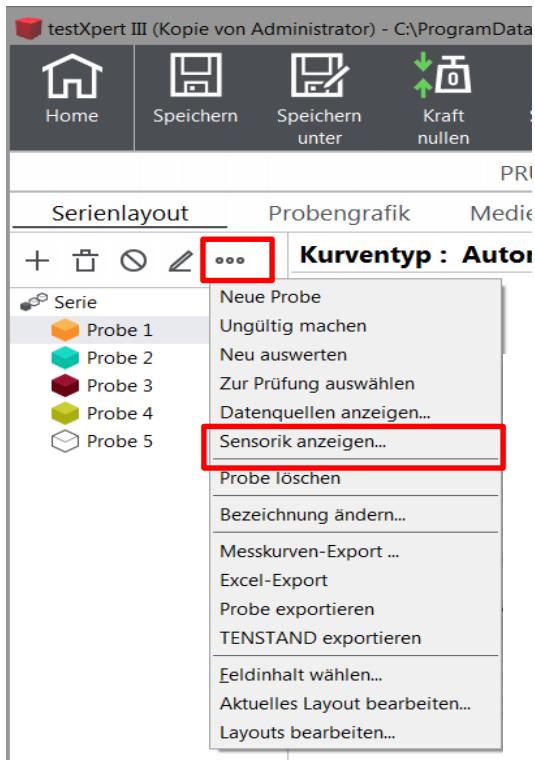 testXpert III (Kopie von Administrator) - C:\ProgramData
Home
Speichern
Speichern
unter
Kraft
nullen
PRU
Serienlayout
Probengrafik
Medie
Kurventyp : Autor
Serie
Probe 1
Probe 2
Probe 3
Probe 4
Probe 5
Neue Probe
Ungültig machen
Neu auswerten
Zur Prüfung auswählen
Datenquellen anzeigen...
Sensorik anzeigen...
Probe löschen
Bezeichnung ändern...
Messkurven-Export ...
Excel-Export
Probe exportieren
TENSTAND exportieren
Feldinhalt wählen...
Aktuelles Layout bearbeiten...
Layouts bearbeiten...